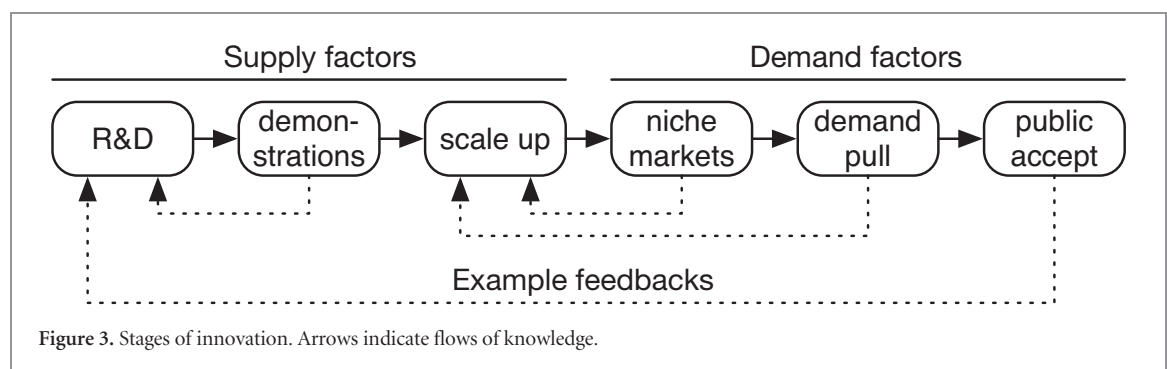 Supply factors
Demand factors
R&D
demon-
strations
scale up
niche
markets
demand
pull
public
accept
Example feedbacks
Figure 3. Stages of innovation. Arrows indicate flows of knowledge.